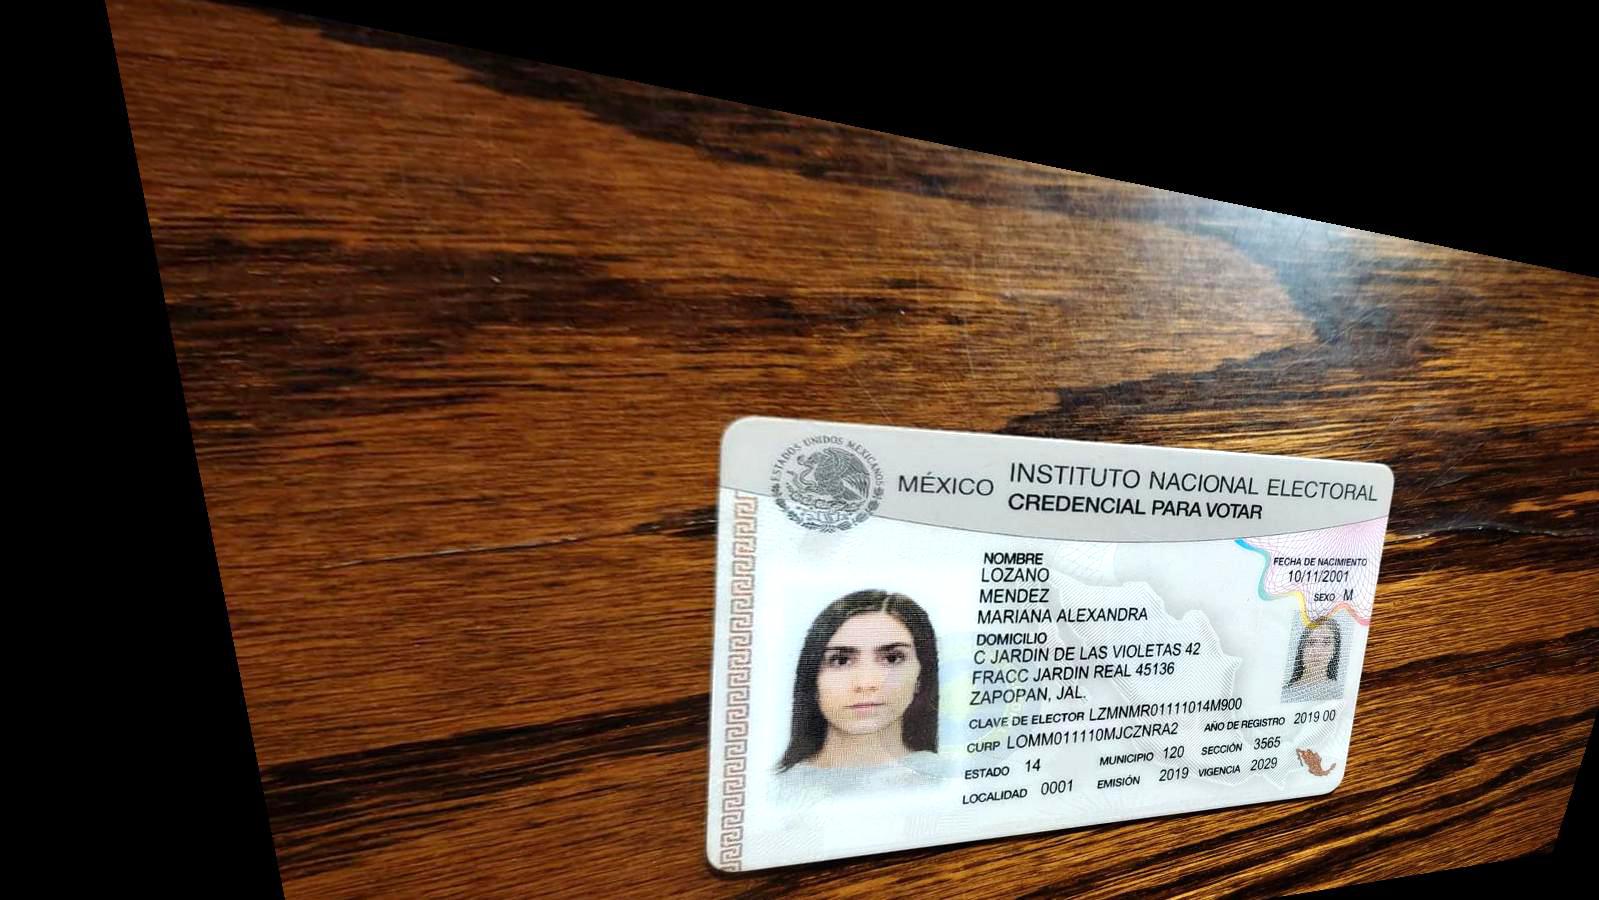 ESTADOS UNIDOS MEXICANOS
MÉXICO INSTITUTO NACIONAL ELECTORAL
CREDENCIAL PARA VOTAR
NOMBRE
LOZANO
MENDEZ
MARIANA ALEXANDRA
FECHA DE NACIMIENTO
10/11/2001
SEXO M
DOMICILIO
C JARDIN DE LAS VIOLETAS 42
FRACC JARDIN REAL 45136
ZAPOPAN, JAL.
CLAVE DE ELECTOR LZMNMR01111014M900
CURP LOMM011110MJCZNRA2 AÑO DE REGISTRO 2019 00
ESTADO 14 MUNICIPIO 120 SECCIÓN 3565
LOCALIDAD 0001 EMISIÓN 2019 VIGENCIA 2029